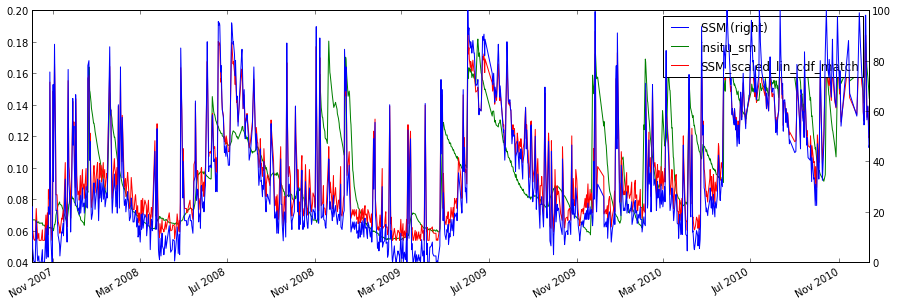 0.20
0.18
0.16
0.14
0.12
0.10
0.08
0.06
0.04
100
80
60
40
20
0
SSM (right)
insitu_sm
SSM_scaled_lin_cdf_match
Nov 2007
Mar 2008
Jul 2008
Nov 2008
Mar 2009
Jul 2009
Nov 2009
Mar 2010
Jul 2010
Nov 2010